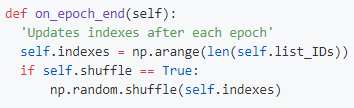 def on_epoch_end(self):
  'Updates indexes after each epoch'
  self.indexes = np.arange(len(self.list_IDs))
  if self.shuffle == True:
      np.random.shuffle(self.indexes)